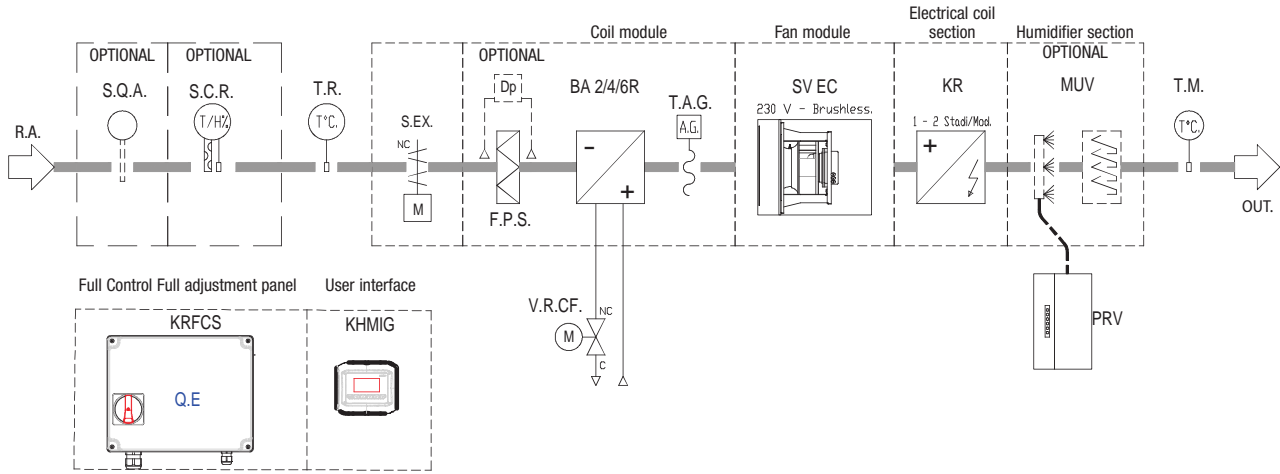 Electrical coil
section
Coil module
Fan module
Humidifier section
OPTIONAL
OPTIONAL
OPTIONAL
OPTIONAL
S.Q.A.
S.C.R.
T.R.
Dp
BA 2/4/6R
SV EC
KR
MUV
T.M.
T/H%
T°C.
S.EX.
T.A.G.
230 V - Brushless.
1 - 2 Stadi/Mod.
T°C.
R.A.
NC
A.G.
-
+
+
M
F.P.S.
OUT.
Full Control Full adjustment panel
User interface
V.R.CF.
NC
M
C
PRV
KRFCS
KHMIG
Q.E